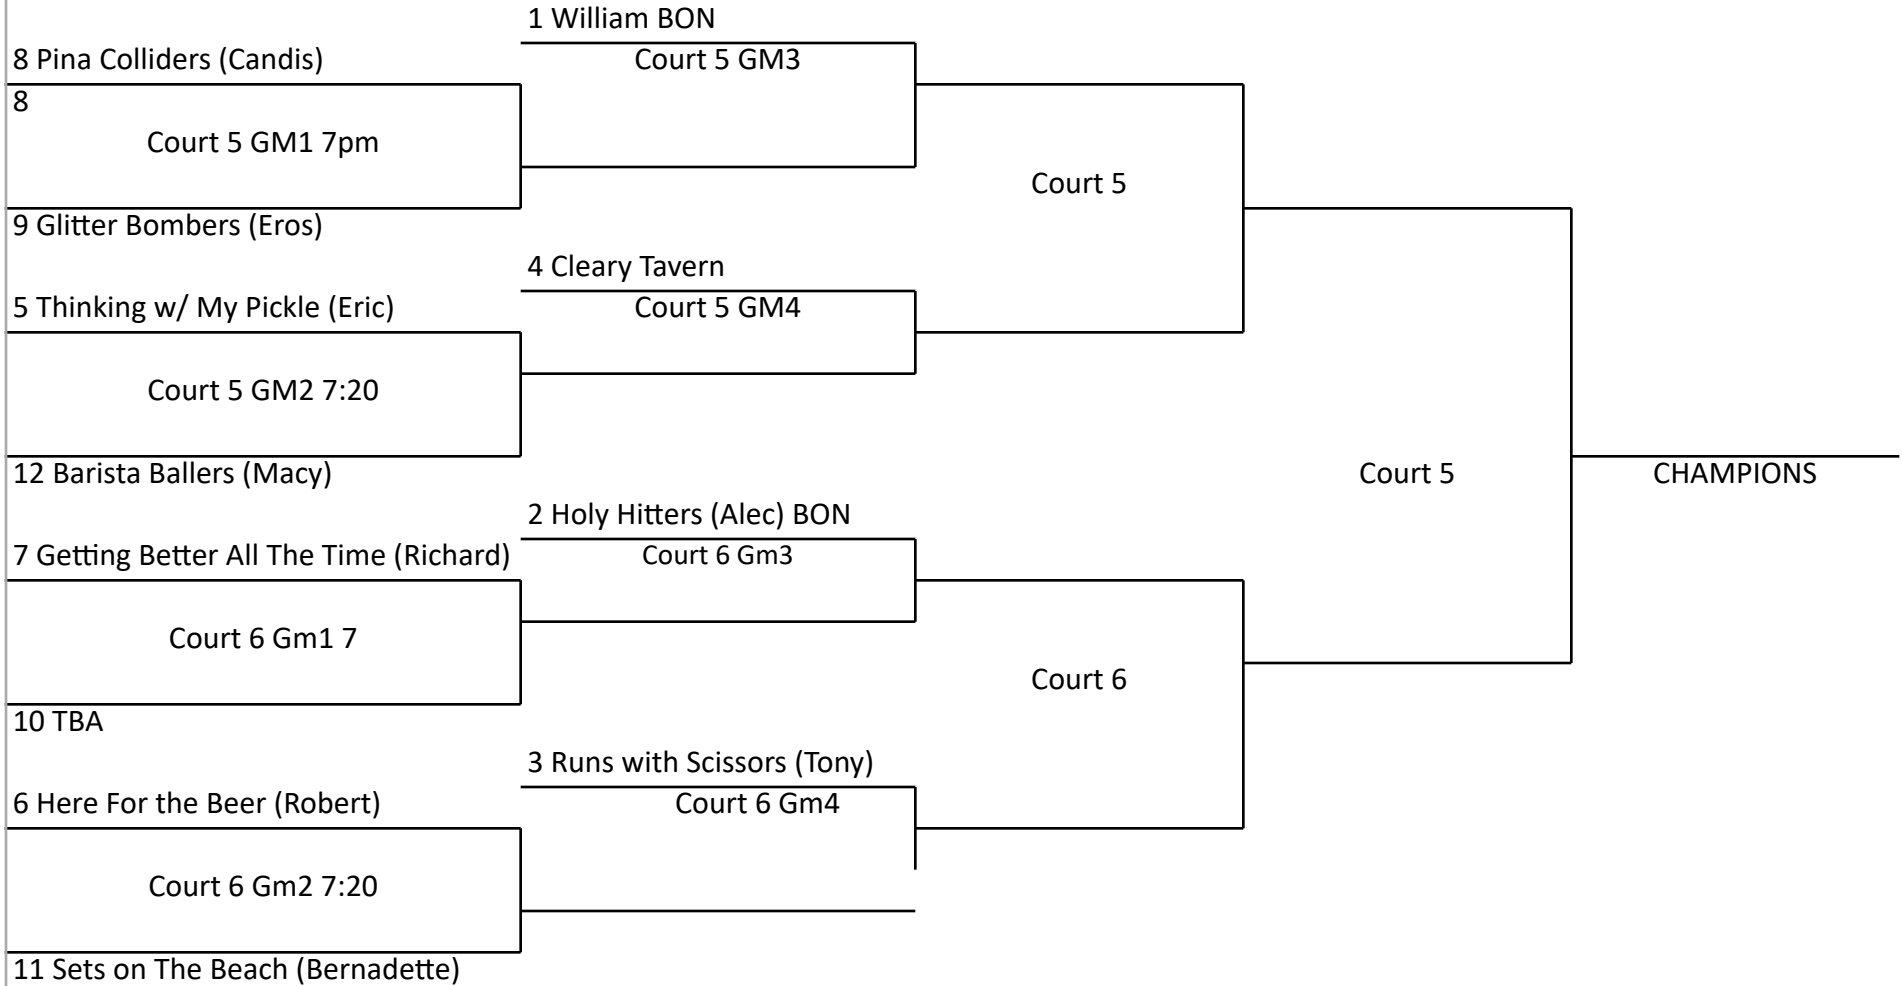 1 William BON
8 Pina Colliders (Candis)
Court 5 GM3
8
Court 5 GM1 7pm
Court 5
9 Glitter Bombers (Eros)
4 Cleary Tavern
5 Thinking w/ My Pickle (Eric)
Court 5 GM4
Court 5 GM2 7:20
12 Barista Ballers (Macy)
Court 5
CHAMPIONS
2 Holy Hitters (Alec) BON
7 Getting Better All The Time (Richard)
Court 6 Gm3
Court 6 Gm1 7
Court 6
10 TBA
3 Runs with Scissors (Tony)
6 Here For the Beer (Robert)
Court 6 Gm4
Court 6 Gm2 7:20
11 Sets on The Beach (Bernadette)